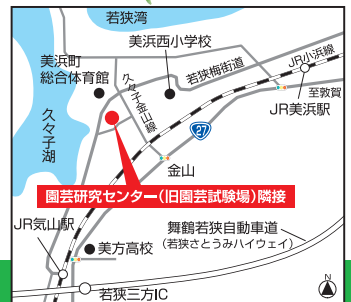 若狭湾
美浜西小学校
美浜町
総合体育館
久々子金山線
若狭梅街道
JR小浜線
至敦賀
JR美浜駅
久々子湖
27
金山
園芸研究センター(旧園芸試験場)隣接
JR気山駅
美方高校
舞鶴若狭自動車道
(若狭さとうみハイウェイ)
若狭三方IC
N